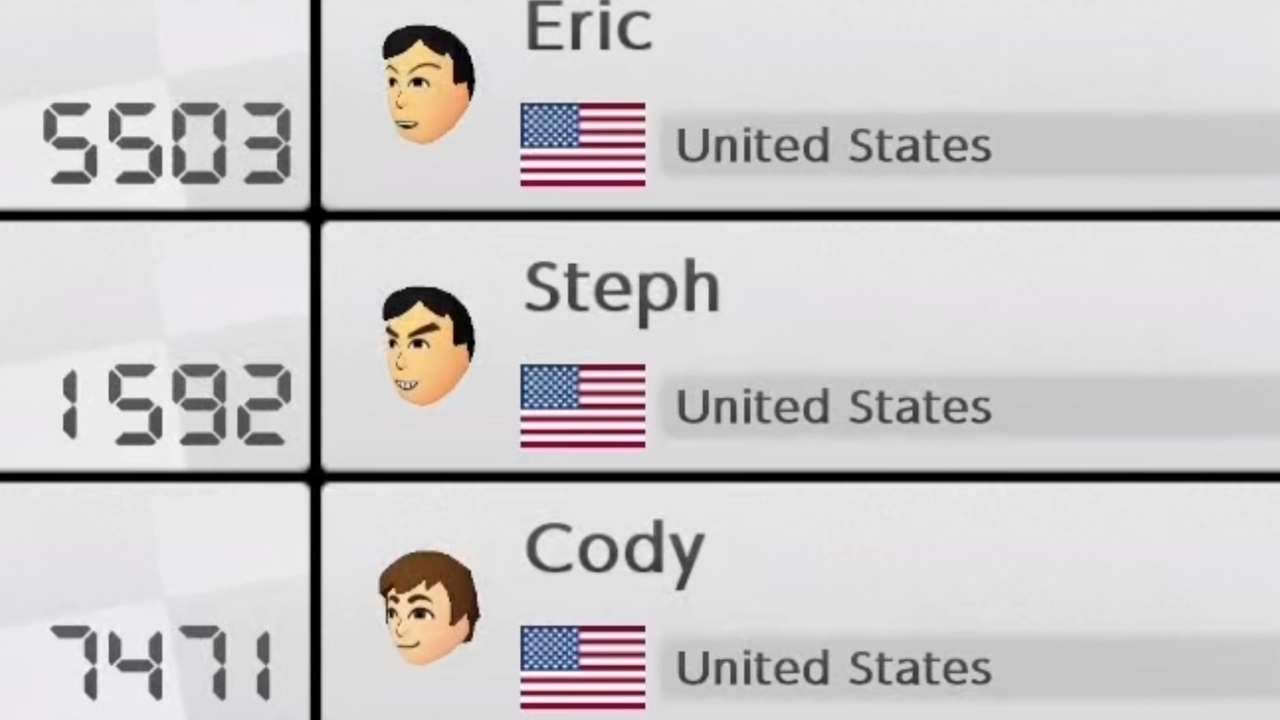 Eric
5503
United States
Steph
1592
United States
Cody
7471
United States